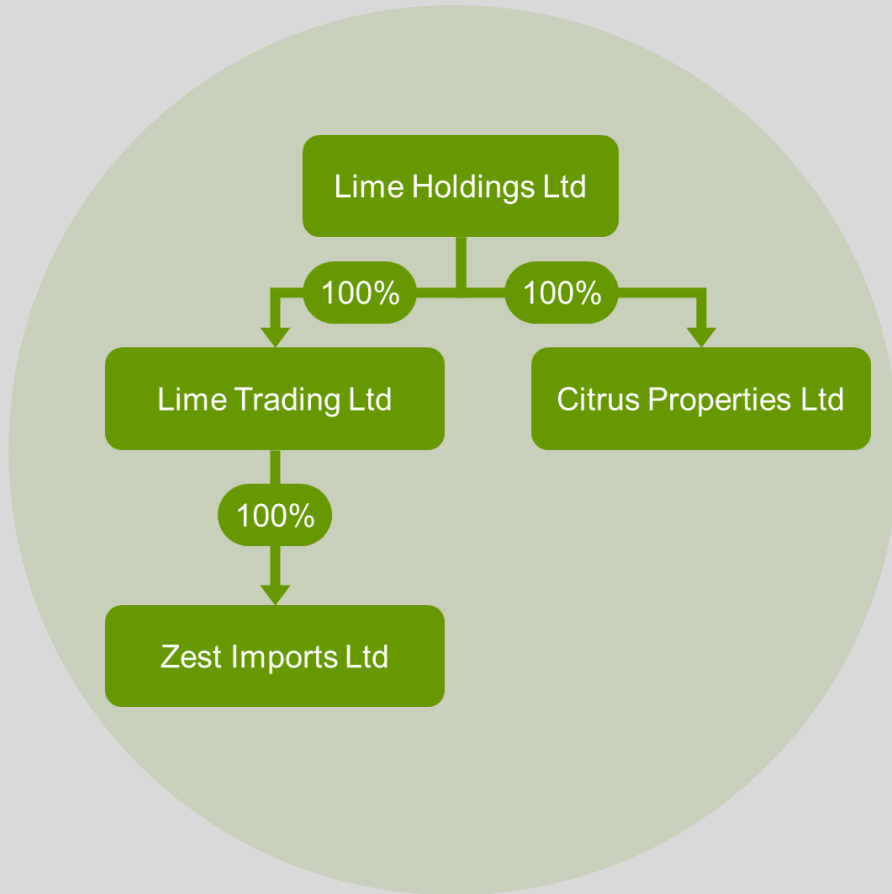 Lime Holdings Ltd
100%
100%
Lime Trading Ltd
Citrus Properties Ltd
100%
Zest Imports Ltd